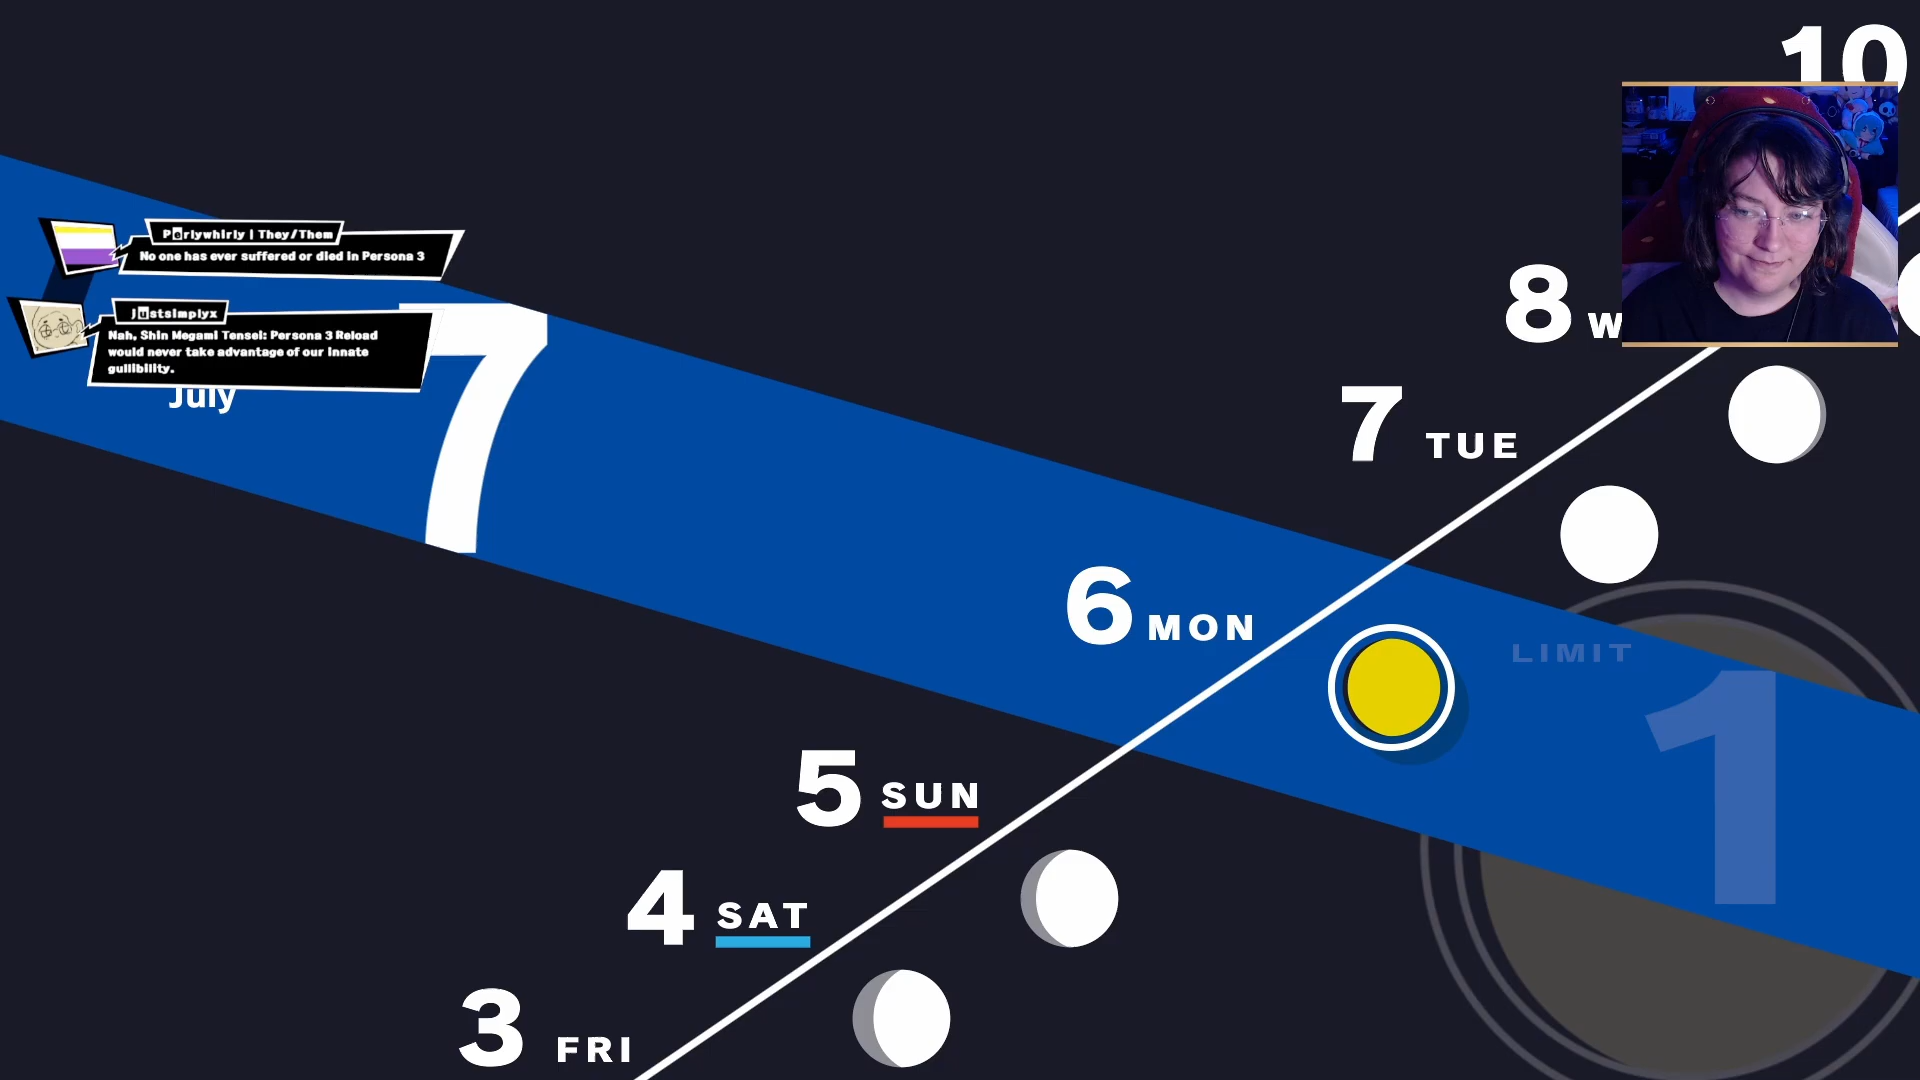 10
Perlywhirly | They/Them
No one has ever suffered or died in Persona 3
justsimplyx
Nah, Shin Megami Tensei: Persona 3 Reload
would never take advantage of our innate
gullibility.
July
7
8 W
7 TUE
6 MON
LIMIT
1
5 SUN
4 SAT
3 FRI